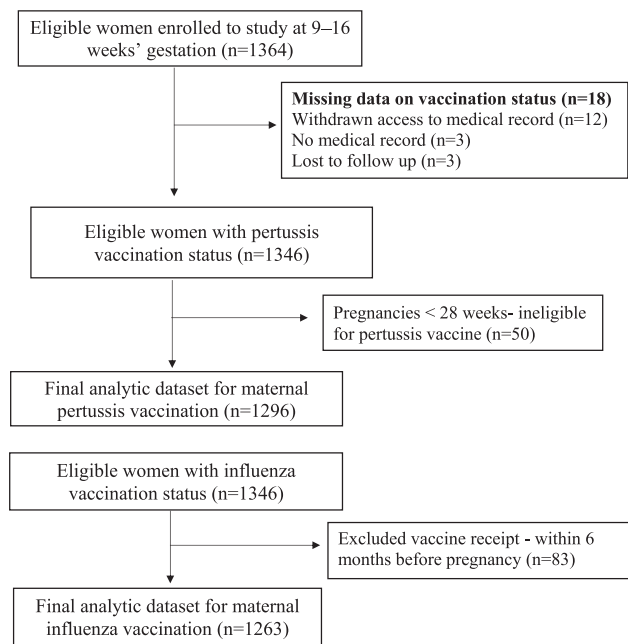 Eligible women enrolled to study at 9–16
weeks’ gestation (n=1364)
Missing data on vaccination status (n=18)
Withdrawn access to medical record (n=12)
No medical record (n=3)
Lost to follow up (n=3)
Eligible women with pertussis
vaccination status (n=1346)
Pregnancies < 28 weeks- ineligible
for pertussis vaccine (n=50)
Final analytic dataset for maternal
pertussis vaccination (n=1296)
Eligible women with influenza
vaccination status (n=1346)
Excluded vaccine receipt - within 6
months before pregnancy (n=83)
Final analytic dataset for maternal
influenza vaccination (n=1263)